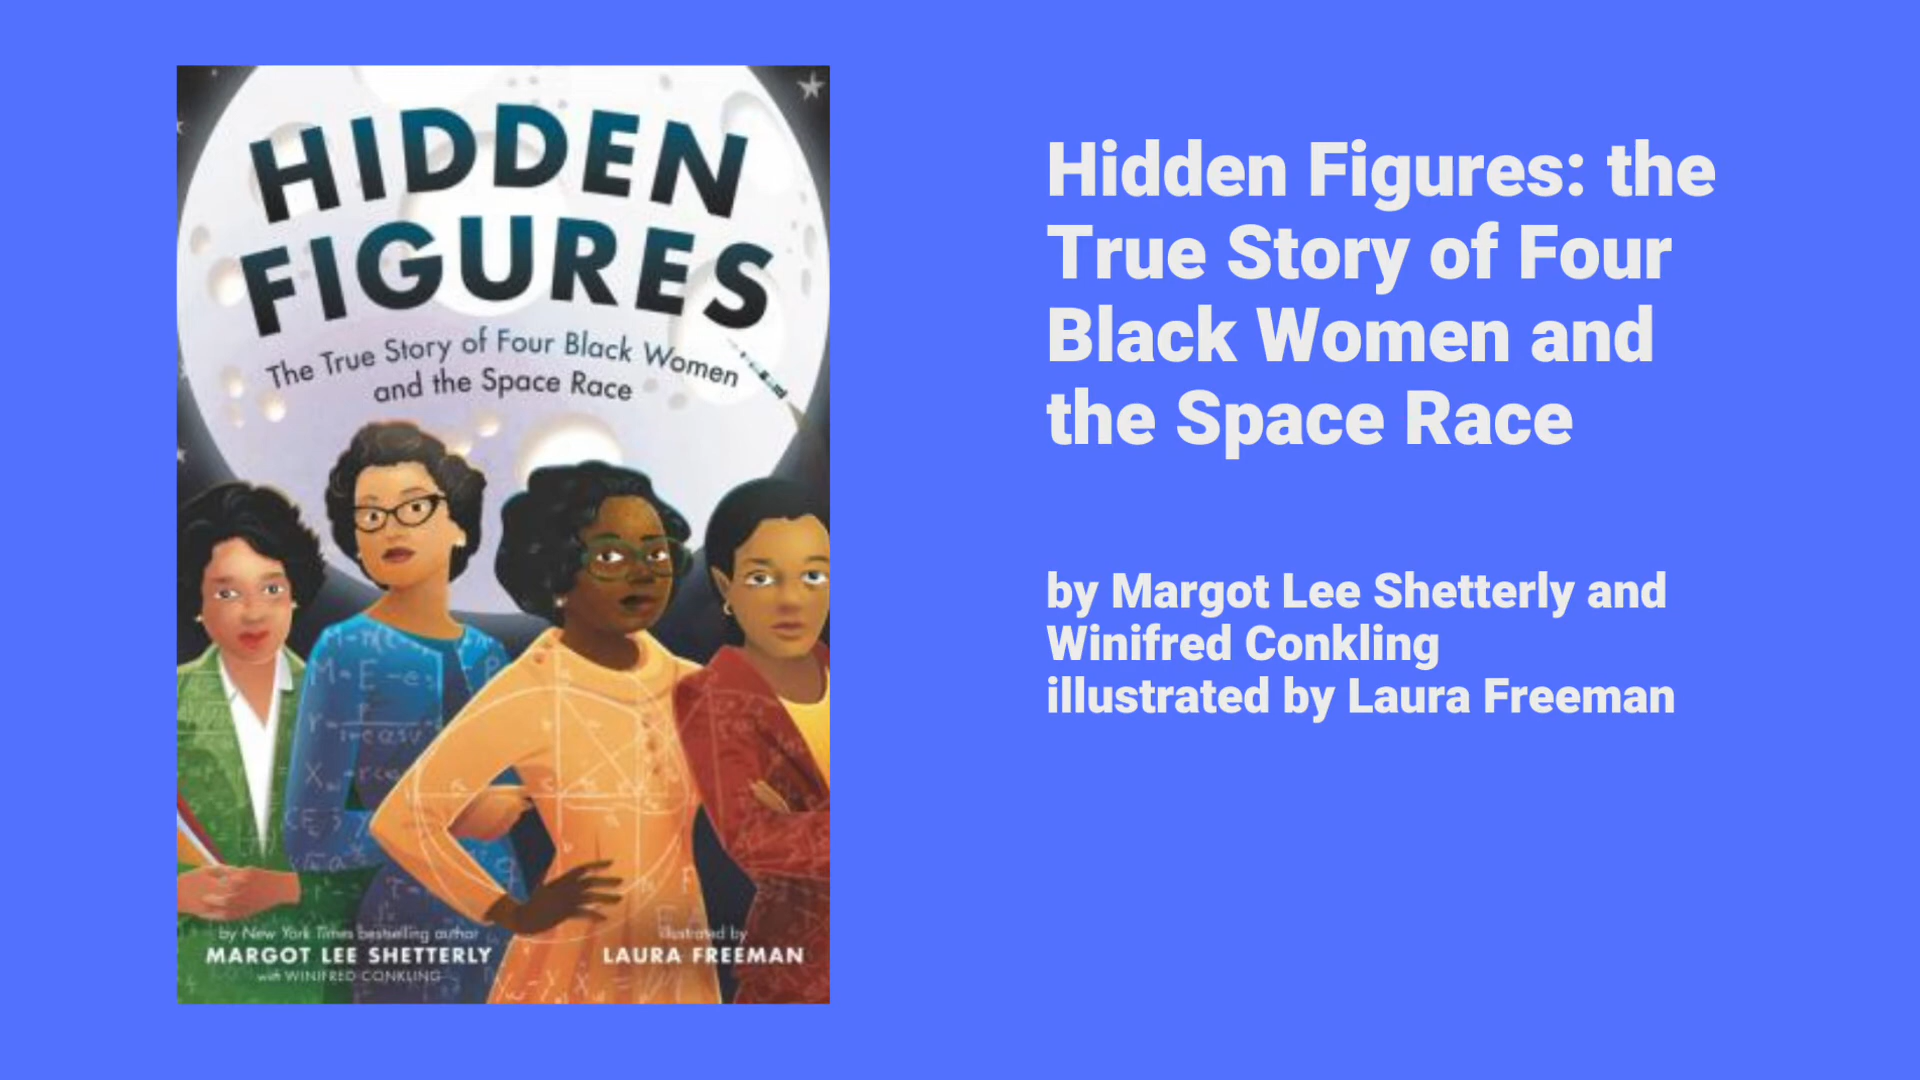 HIDDEN
FIGURES
The True Story of Four Black Women
and the Space Race
by New York Times bestselling author
MARGOT LEE SHETTERLY
with WINIFRED CONKLING
illustrated by
LAURA FREEMAN
Hidden Figures: the
True Story of Four
Black Women and
the Space Race
by Margot Lee Shetterly and
Winifred Conkling
illustrated by Laura Freeman